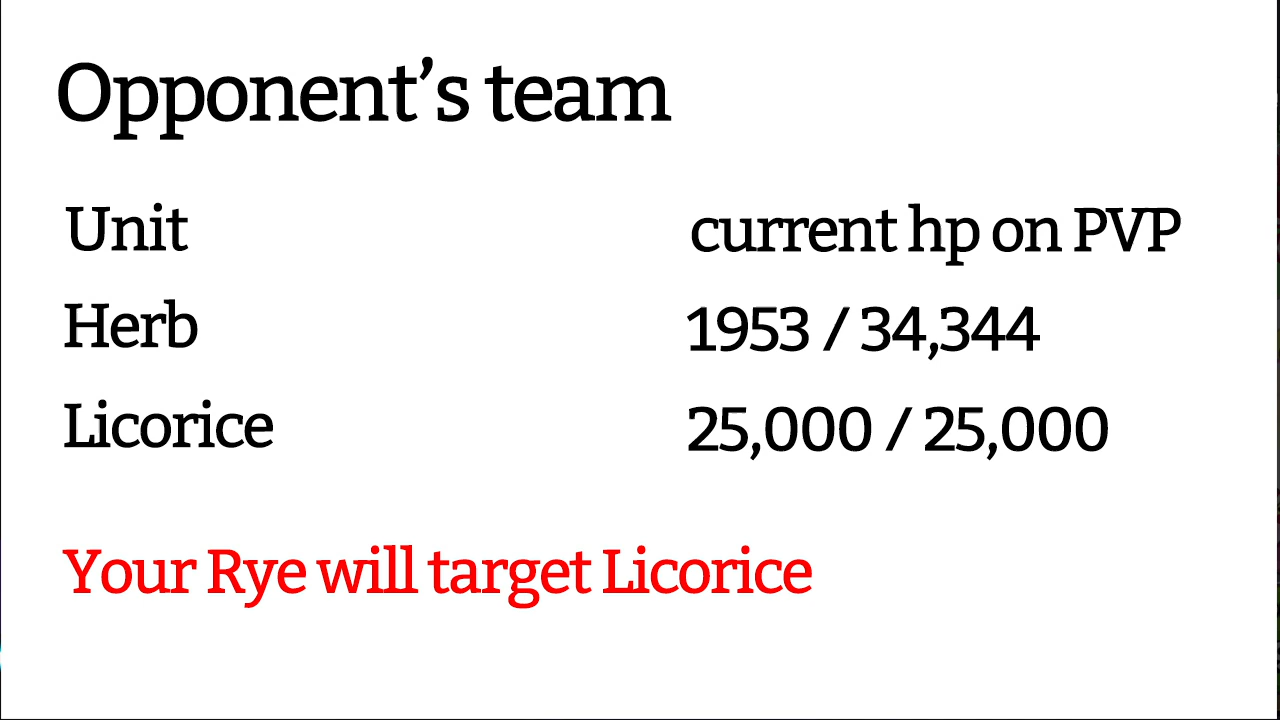 Opponent’s team
Unit current hp on PVP
Herb 1953 / 34,344
Licorice 25,000 / 25,000
Your Rye will target Licorice